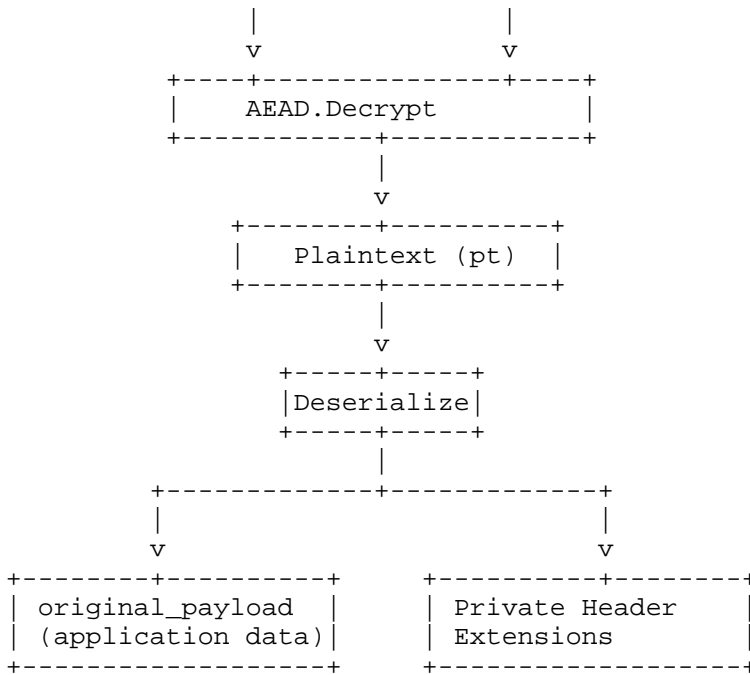 AEAD.Decrypt
Plaintext (pt)
Deserialize
original_payload
(application data)
Private Header
Extensions